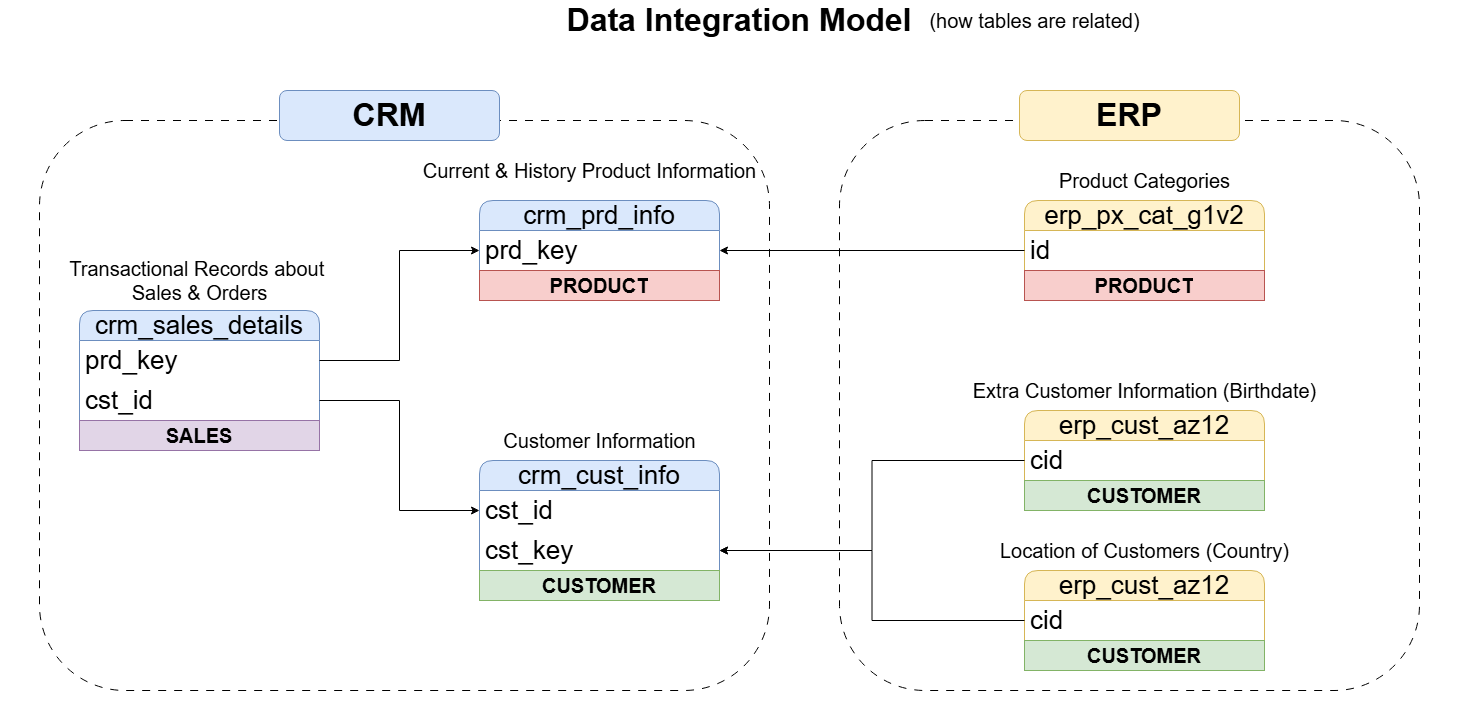 Data Integration Model (how tables are related)
CRM
ERP
Current & History Product Information
crm_prd_info
prd_key
PRODUCT
Transactional Records about
Sales & Orders
crm_sales_details
prd_key
cst_id
SALES
Customer Information
crm_cust_info
cst_id
cst_key
CUSTOMER
Product Categories
erp_px_cat_g1v2
id
PRODUCT
Extra Customer Information (Birthdate)
erp_cust_az12
cid
CUSTOMER
Location of Customers (Country)
erp_cust_az12
cid
CUSTOMER